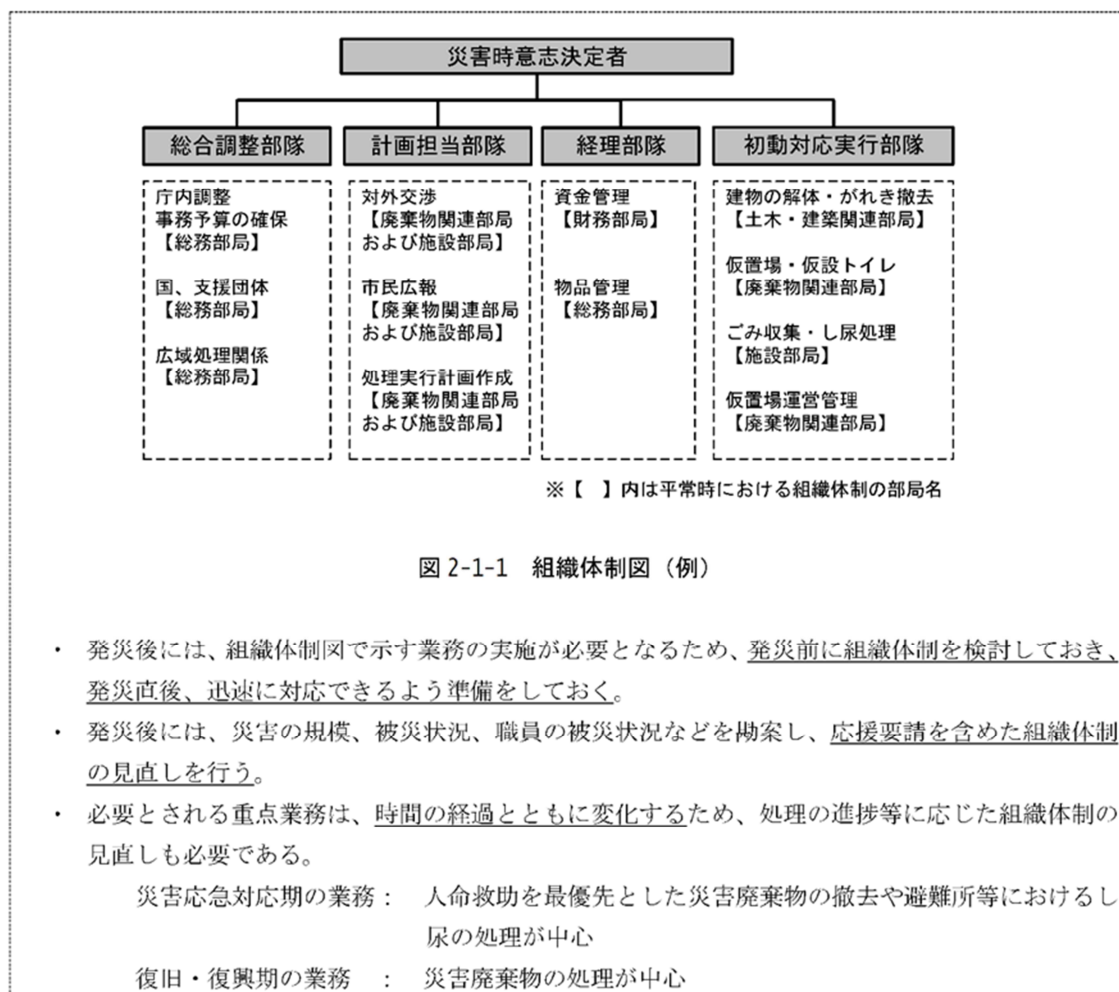 災害時意志決定者
総合調整部隊
庁内調整
事務予算の確保
【総務部局】
国、支援団体
【総務部局】
広域処理関係
【総務部局】
計画担当部隊
対外交渉
【廃棄物関連部局
および施設部局】
市民広報
【廃棄物関連部局
および施設部局】
処理実行計画作成
【廃棄物関連部局
および施設部局】
経理部隊
資金管理
【財務部局】
物品管理
【総務部局】
初動対応実行部隊
建物の解体・がれき撤去
【土木・建築関連部局】
仮置場・仮設トイレ
【廃棄物関連部局】
ごみ収集・し尿処理
【施設部局】
仮置場運営管理
【廃棄物関連部局】
※【　】内は平常時における組織体制の部局名
図 2-1-1　組織体制図（例）
・ 発災後には、組織体制図で示す業務の実施が必要となるため、発災前に組織体制を検討しておき、
発災直後、迅速に対応できるよう準備をしておく。
・ 発災後には、災害の規模、被災状況、職員の被災状況などを勘案し、応援要請を含めた組織体制
の見直しを行う。
・ 必要とされる重点業務は、時間の経過とともに変化するため、処理の進捗等に応じた組織体制の
見直しも必要である。
災害応急対応期の業務： 人命救助を最優先とした災害廃棄物の撤去や避難所等におけるし
尿の処理が中心
復旧・復興期の業務　： 災害廃棄物の処理が中心